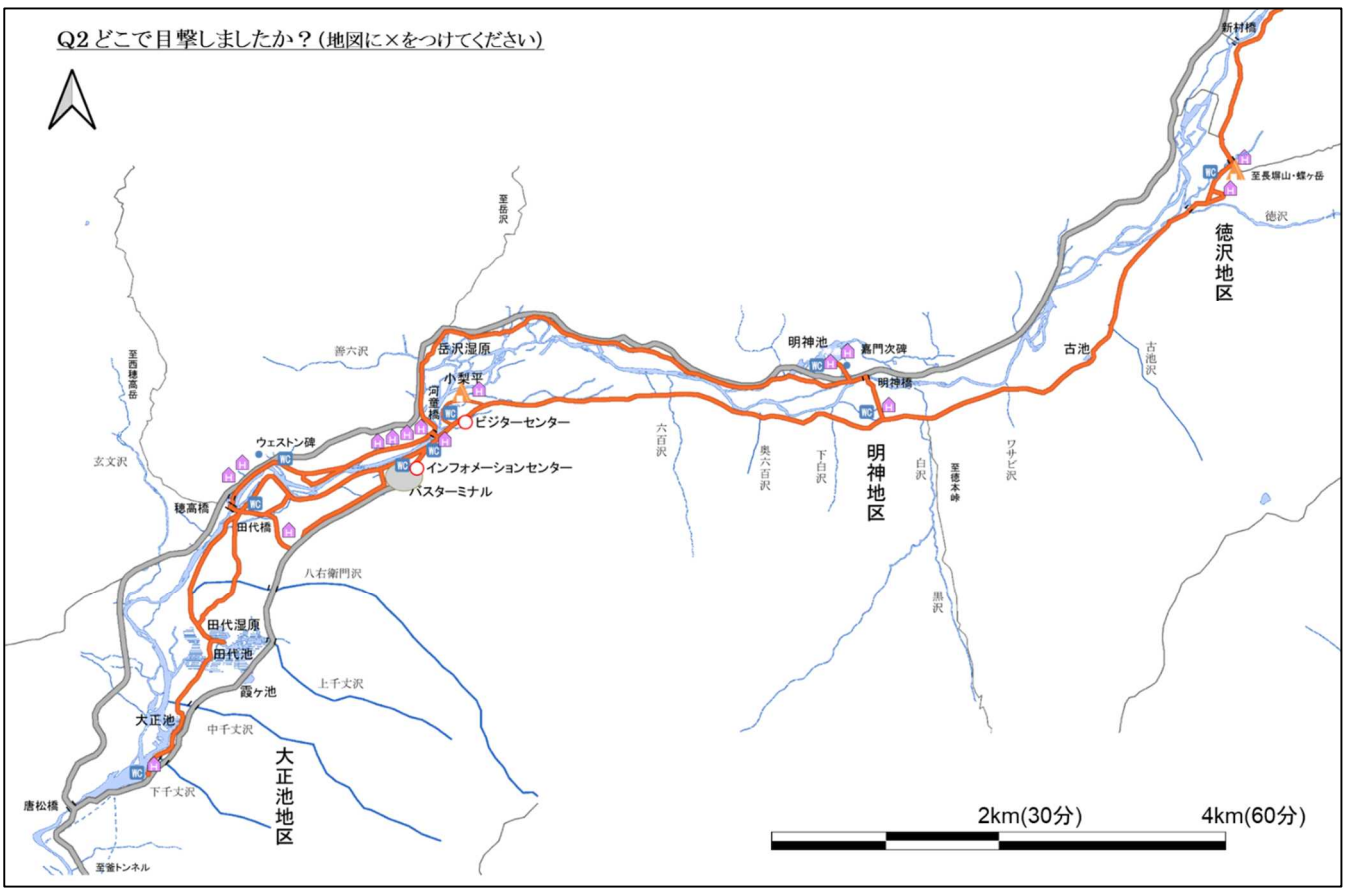 Q2 どこで目撃しましたか？(地図に×をつけてください)
新村橋
WC
至長塀山・蝶ヶ岳
徳沢
徳沢地区
至岳沢
岳沢湿原
善六沢
小梨平
河童橋
WC
ビジターセンター
WC
WC
インフォメーションセンター
バスターミナル
明神池
WC
嘉門次碑
明神橋
WC
古池
古池沢
六百沢
奥六百沢
下白沢
明神地区
白沢
至徳本峠
ワサビ沢
黒沢
至西穂高岳
玄文沢
ウェストン碑
WC
穂高橋
WC
田代橋
八右衛門沢
田代湿原
田代池
霞ヶ池
上千丈沢
大正池
中千丈沢
大正池地区
WC
下千丈沢
唐松橋
至釜トンネル
2km(30分)
4km(60分)